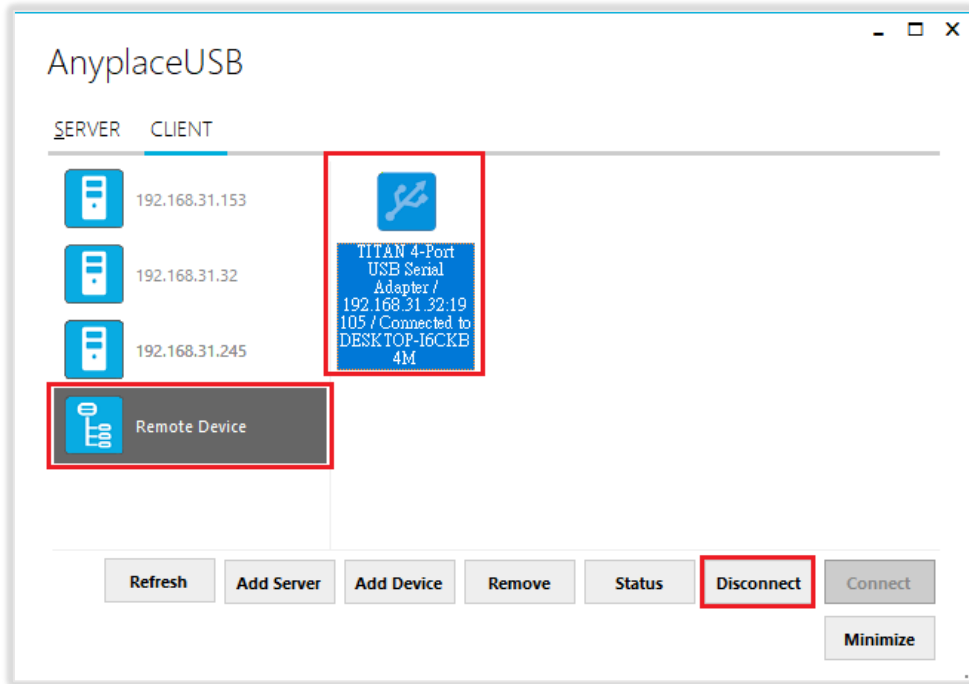 AnyplaceUSB
SERVER CLIENT
192.168.31.153
192.168.31.32
192.168.31.245
Remote Device
TITAN 4-Port
USB Serial
Adapter /
192.168.31.32:19
105 / Connected to
DESKTOP-I6CKB
4M
Refresh Add Server Add Device Remove Status Disconnect Connect
Minimize